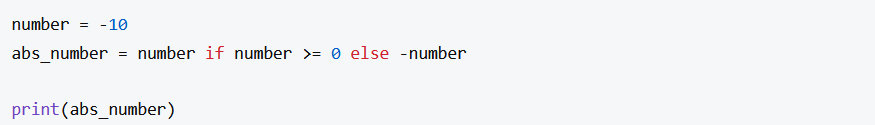 number = -10
abs_number = number if number >= 0 else -number
print(abs_number)